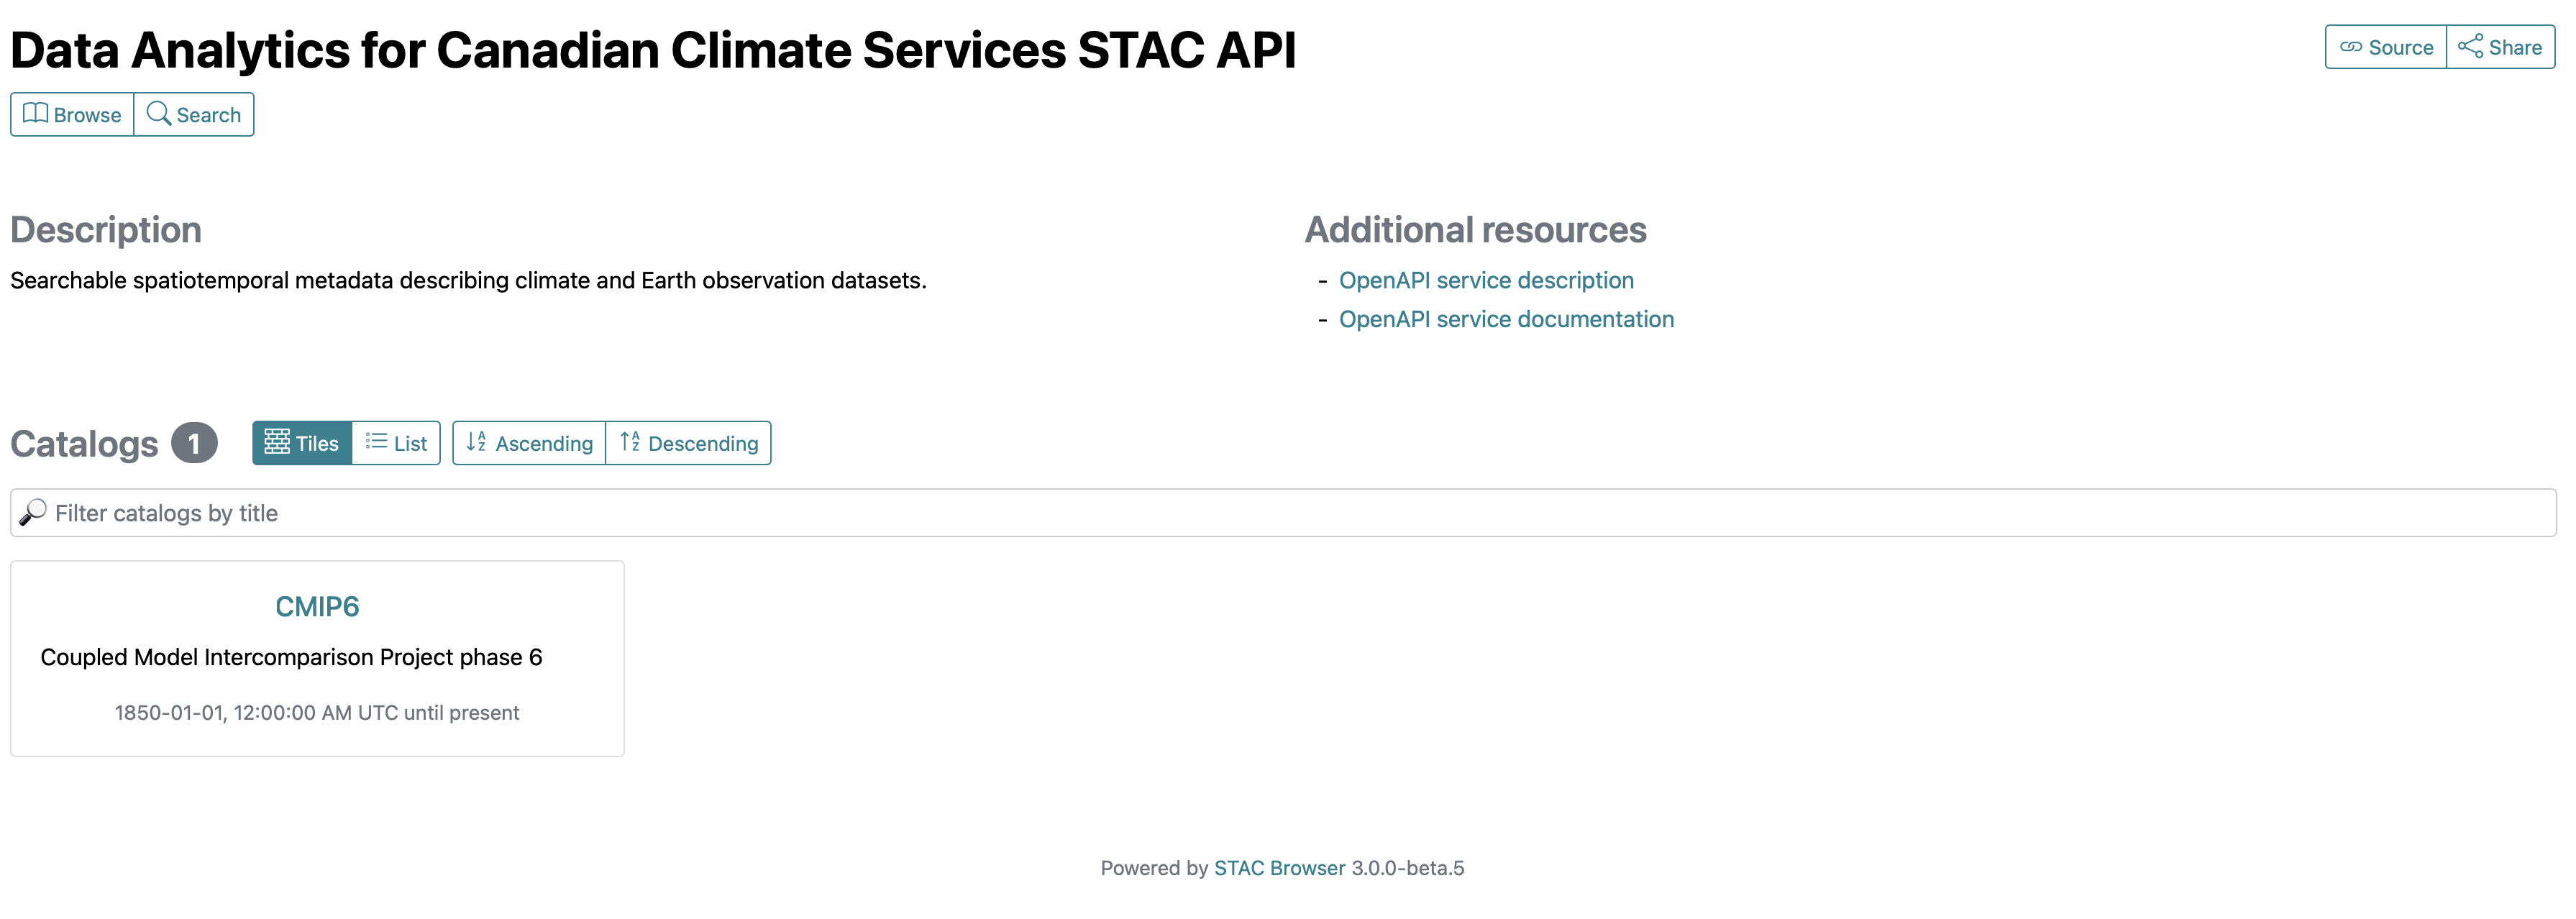 Data Analytics for Canadian Climate Services STAC API
Source Share
Browse Search
Description
Searchable spatiotemporal metadata describing climate and Earth observation datasets.
Additional resources
- OpenAPI service description
- OpenAPI service documentation
Catalogs 1 Tiles List Ascending Descending
Filter catalogs by title
CMIP6
Coupled Model Intercomparison Project phase 6
1850-01-01, 12:00:00 AM UTC until present
Powered by STAC Browser 3.0.0-beta.5